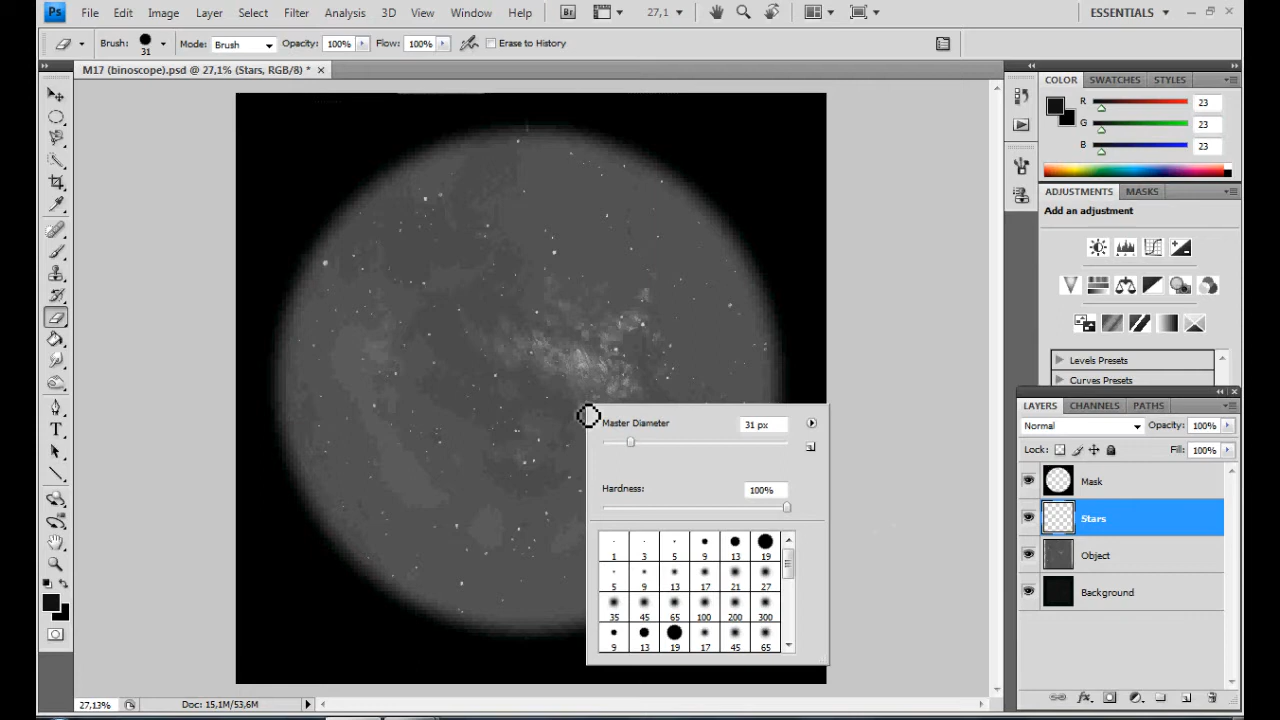 Ps File Edit Image Layer Select Filter Analysis 3D View Window Help Br 27,1 ESSENTIALS
Brush: 31 Mode: Brush Opacity: 100% Flow: 100% Erase to History
M17 (binoscope).psd @ 27,1% (Stars, RGB/8) * ×
COLOR SWATCHES STYLES
R 23
G 23
B 23
ADJUSTMENTS MASKS
Add an adjustment
Levels Presets
Curves Presets
LAYERS CHANNELS PATHS
Normal Opacity: 100%
Lock: Fill: 100%
Mask
Stars
Object
Background
Master Diameter 31 px
Hardness: 100%
1 3 5 9 13 19
5 9 13 17 21 27
35 45 65 100 200 300
9 13 19 17 45 65
27,13% Doc: 15,1M/53,6M